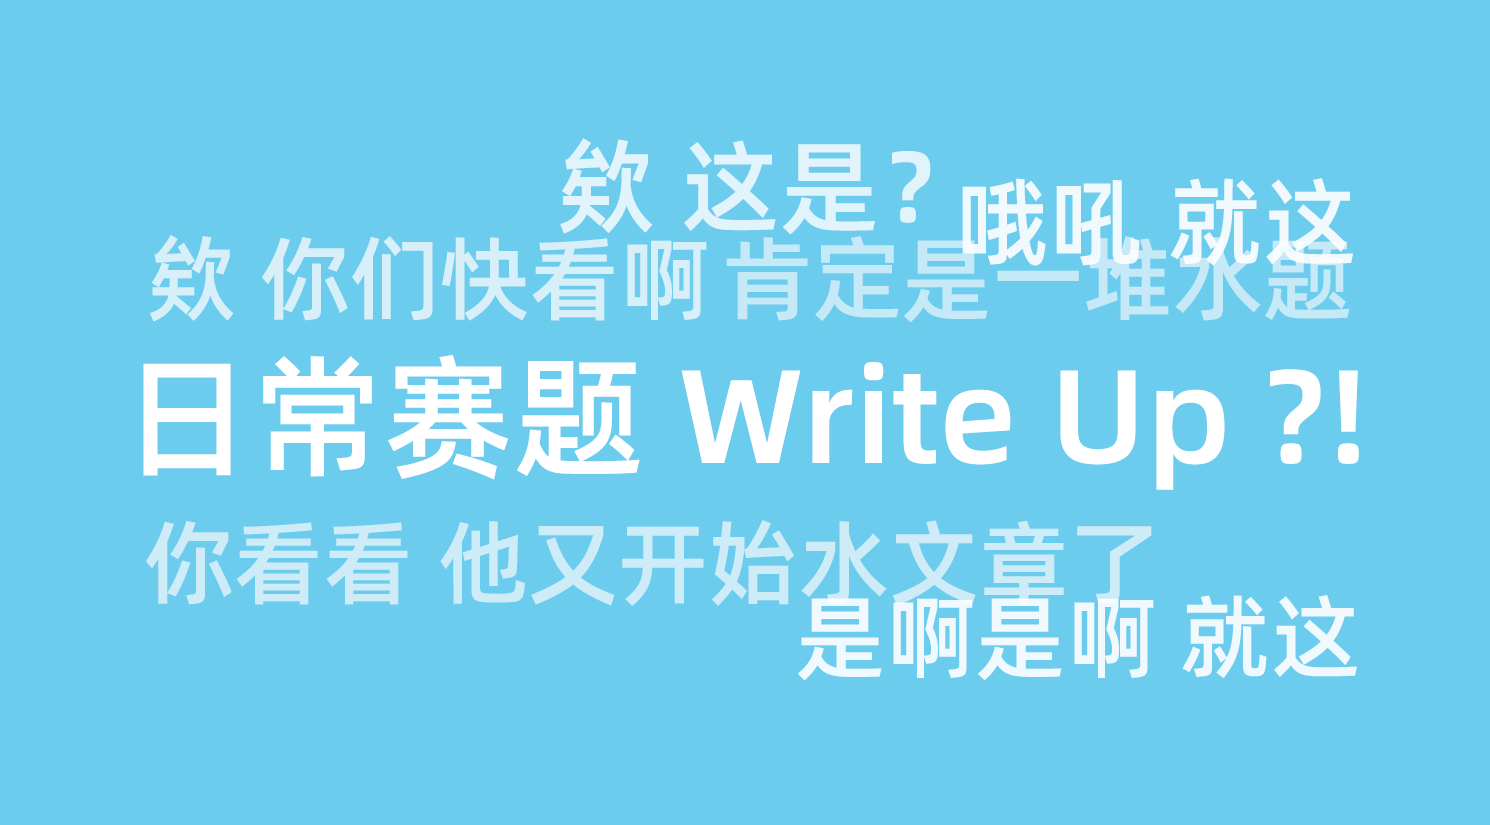 欸 这是？
哦吼 就这
欸 你们快看啊
肯定是一堆水题
日常赛题 Write Up ?!
你看看 他又开始水文章了
是啊是啊 就这